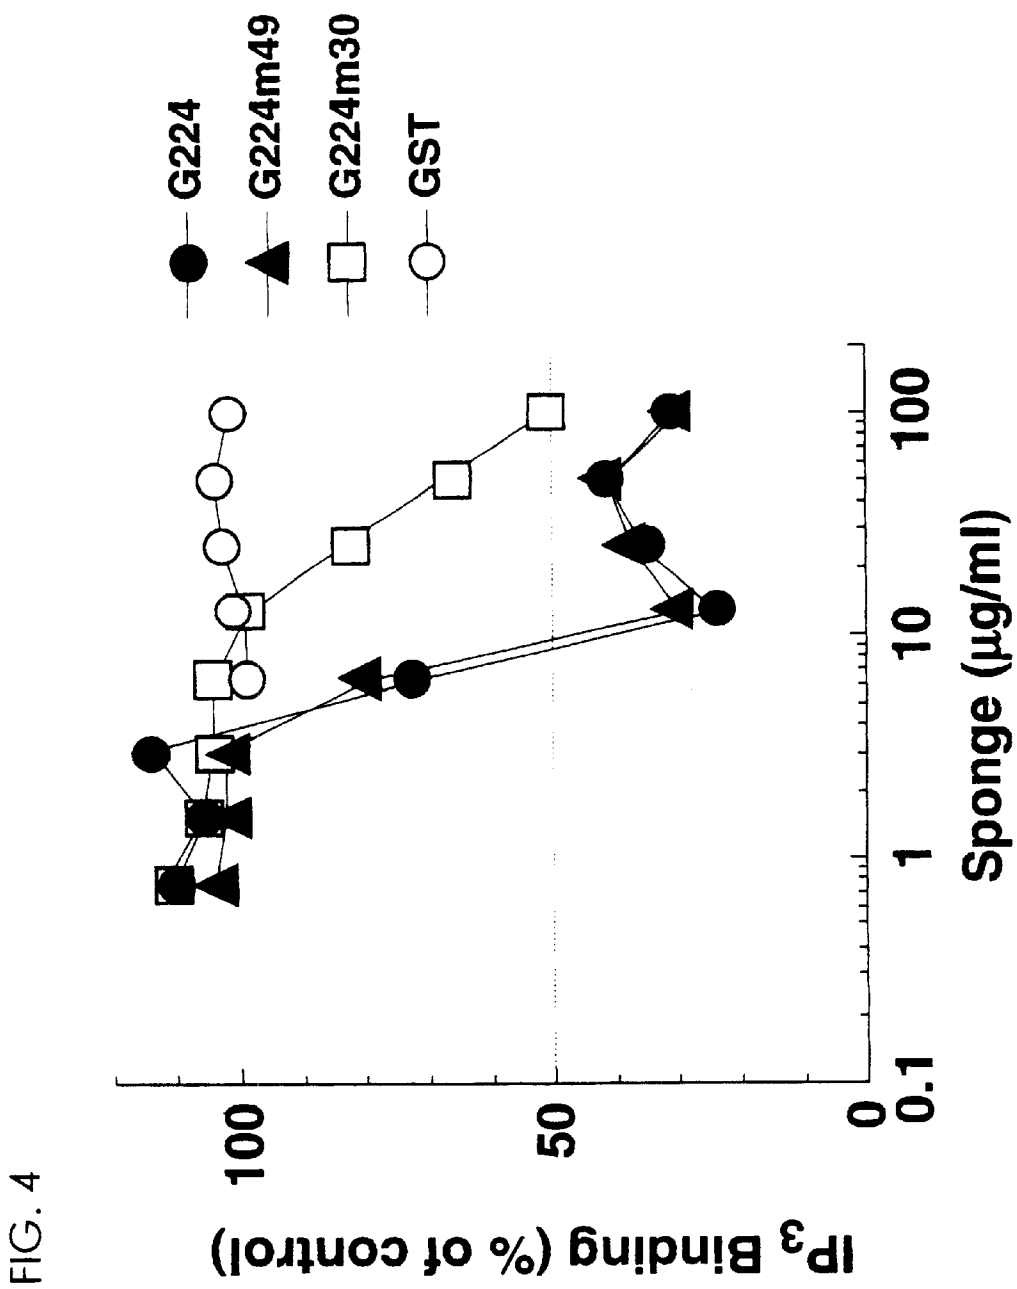 FIG. 4
G224
G224m49
G224m30
GST
IP3 Binding (% of control)
100
50
0
0.1
1
10
100
Sponge (µg/ml)